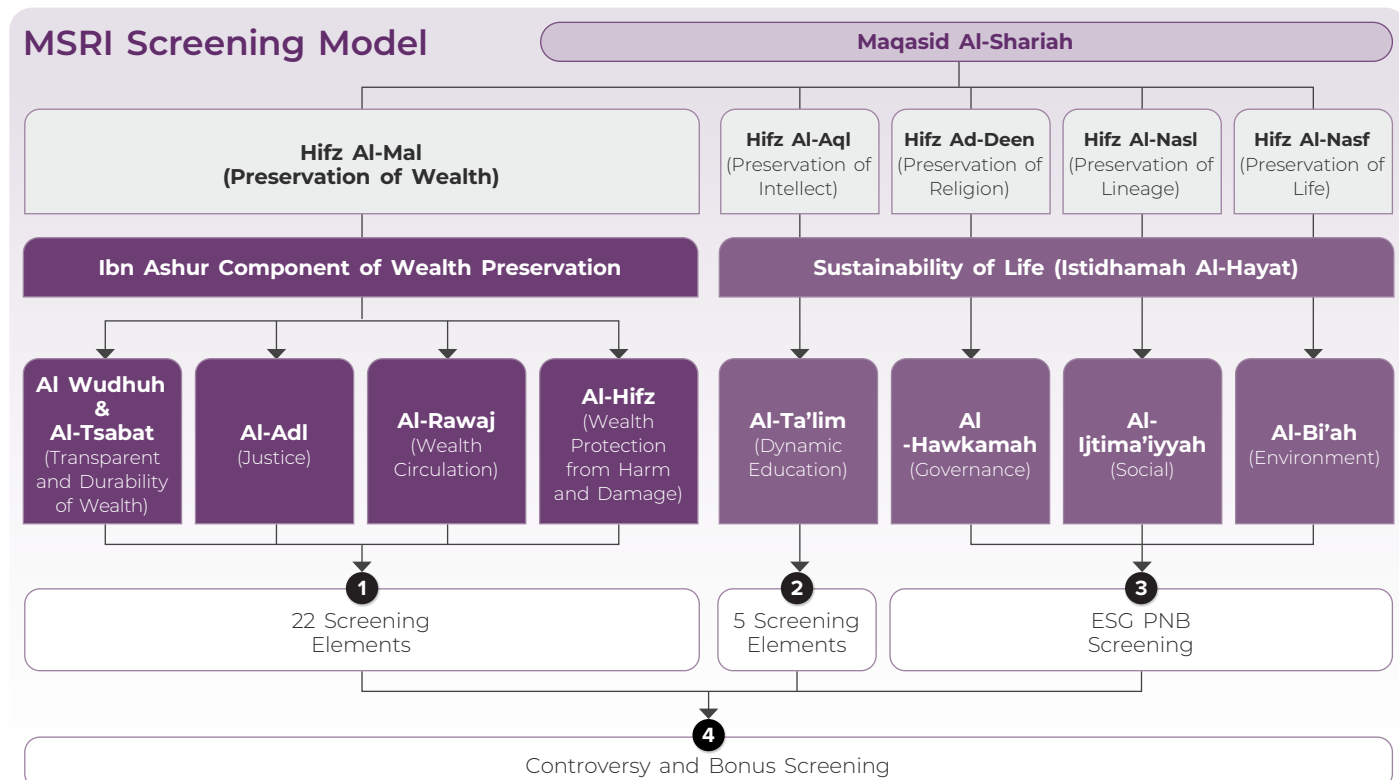 MSRI Screening Model
Maqasid Al-Shariah
Hifz Al-Mal
(Preservation of Wealth)
Hifz Al-Aql
(Preservation of
Intellect)
Hifz Ad-Deen
(Preservation of
Religion)
Hifz Al-Nasl
(Preservation of
Lineage)
Hifz Al-Nasf
(Preservation of
Life)
Ibn Ashur Component of Wealth Preservation
Sustainability of Life (Istidhamah Al-Hayat)
Al Wudhuh
&
Al-Tsabat
(Transparent
and Durability
of Wealth)
Al-Adl
(Justice)
Al-Rawaj
(Wealth
Circulation)
Al-Hifz
(Wealth
Protection
from Harm
and Damage)
Al-Ta’lim
(Dynamic
Education)
Al
-Hawkamah
(Governance)
Al-
Ijtima’iyyah
(Social)
Al-Bi’ah
(Environment)
1
22 Screening
Elements
2
5 Screening
Elements
3
ESG PNB
Screening
4
Controversy and Bonus Screening